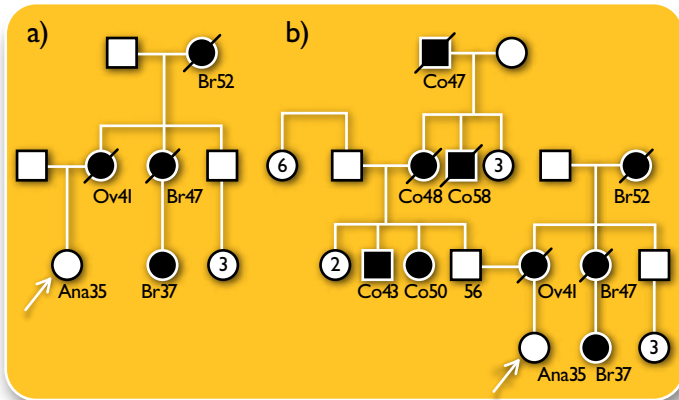 a)
Br52
Ov41
Br47
Ana35
Br37
3
b)
Co47
6
Co48
Co58
3
Br52
2
Co43
Co50
56
Ov41
Br47
Ana35
Br37
3